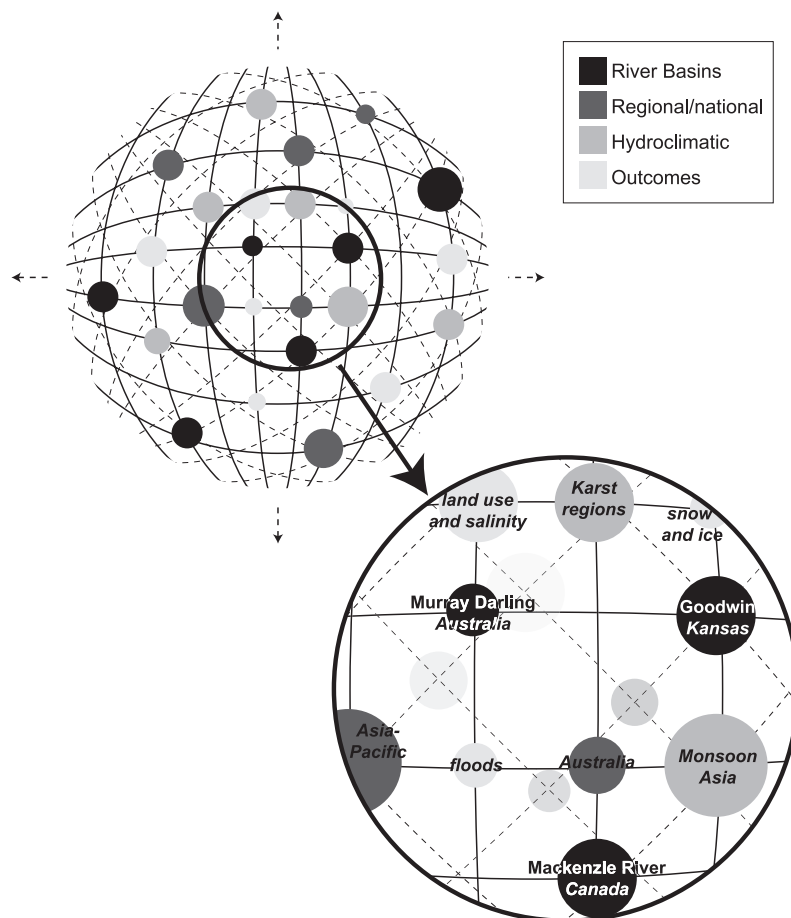 River Basins
Regional/national
Hydroclimatic
Outcomes
land use
and salinity
Karst
regions
snow
and ice
Murray Darling
Australia
Goodwin
Kansas
Asia-
Pacific
floods
Australia
Monsoon
Asia
Mackenzle River
Canada